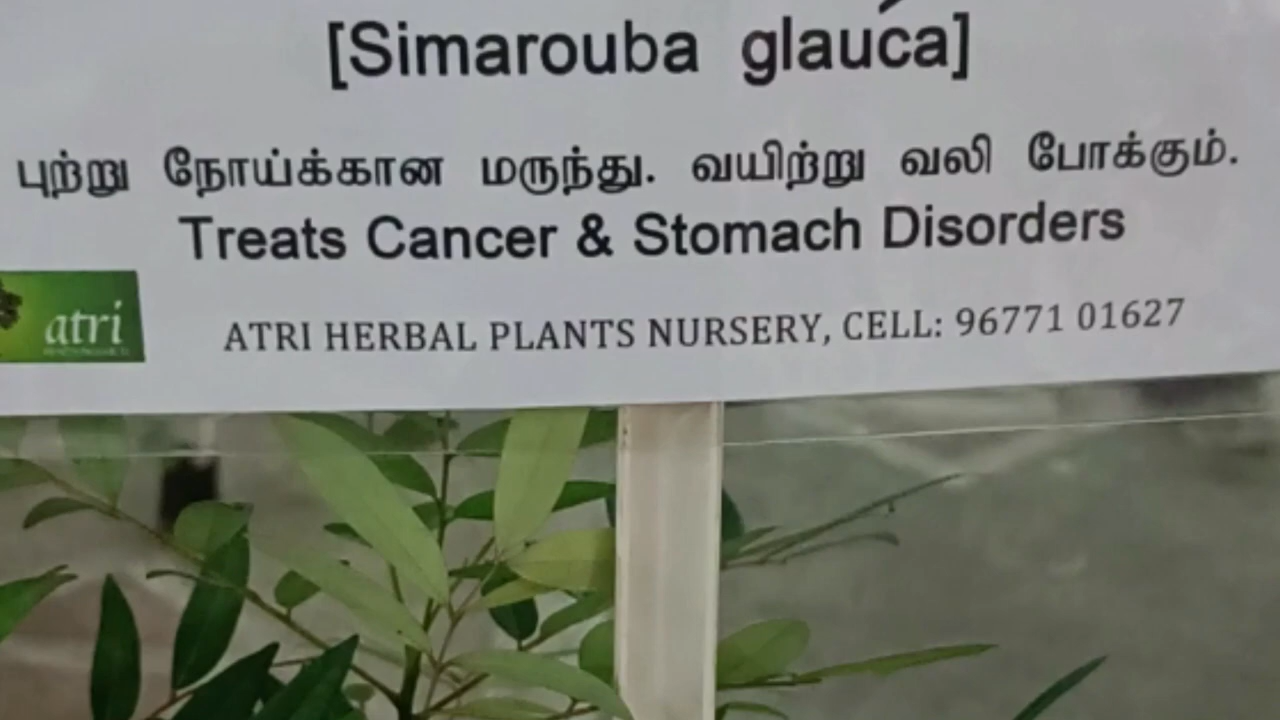 [Simarouba glauca]
புற்று நோய்க்கான மருந்து. வயிற்று வலி போக்கும்.
Treats Cancer & Stomach Disorders
atri
ATRI HERBAL PLANTS NURSERY, CELL: 96771 01627